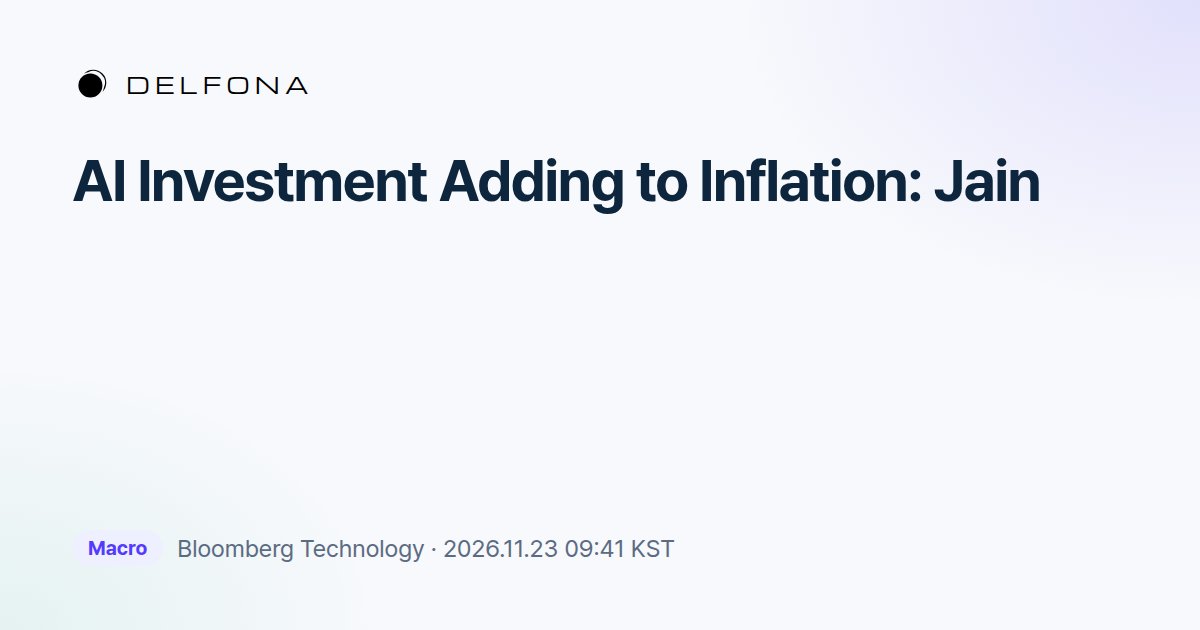 DELFONA
AI Investment Adding to Inflation: Jain
Macro Bloomberg Technology · 2026.11.23 09:41 KST